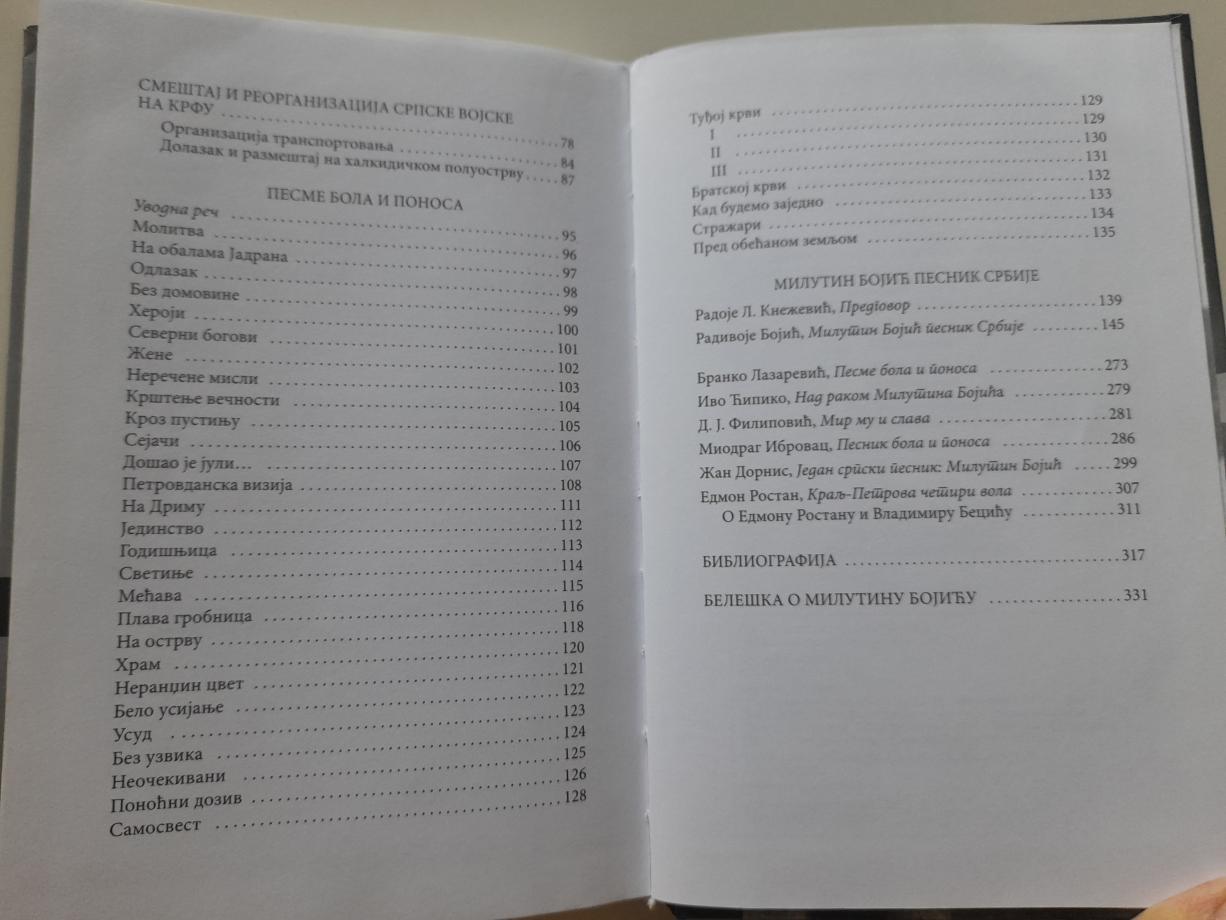 СМЕШТАЈ И РЕОРГАНИЗАЦИЈА СРПСКЕ ВОЈСКЕ
НА КРФУ ..... 78
Организација транспортовања ..... 84
Долазак и размештај на халкидичком полуострву ..... 87
ПЕСМЕ БОЛА И ПОНОСА
Уводна реч ..... 95
Молитва ..... 96
На обалама Јадрана ..... 97
Одлазак ..... 98
Без домовине ..... 99
Хероји ..... 100
Северни богови ..... 101
Жене ..... 102
Неречене мисли ..... 103
Крштење вечности ..... 104
Кроз пустињу ..... 105
Сејачи ..... 106
Дошао је јули... ..... 107
Петровданска визија ..... 108
На Дриму ..... 111
Јединство ..... 112
Годишњица ..... 113
Светиње ..... 114
Мећава ..... 115
Плава гробница ..... 116
На острву ..... 118
Храм ..... 120
Неранџин цвет ..... 121
Бело усијање ..... 122
Усуд ..... 123
Без узвика ..... 124
Неочекивани ..... 125
Поноћни дозив ..... 126
Самосвест ..... 128
Туђој крви ..... 129
I ..... 129
II ..... 130
III ..... 131
Братској крви ..... 132
Кад будемо заједно ..... 133
Стражари ..... 134
Пред обећаном земљом ..... 135
МИЛУТИН БОЈИЋ ПЕСНИК СРБИЈЕ
Радоје Л. Кнежевић, Предговор ..... 139
Радивоје Бојић, Милутин Бојић песник Србије ..... 145
Бранко Лазаревић, Песме бола и поноса ..... 273
Иво Ћипико, Над раком Милутина Бојића ..... 279
Д. Ј. Филиповић, Мир му и слава ..... 281
Миодраг Ибровац, Песник бола и поноса ..... 286
Жан Дорнис, Један српски песник: Милутин Бојић ..... 299
Едмон Ростан, Краљ-Петрова четири вола ..... 307
О Едмону Ростану и Владимиру Бецићу ..... 311
БИБЛИОГРАФИЈА ..... 317
БЕЛЕШКА О МИЛУТИНУ БОЈИЋУ ..... 331